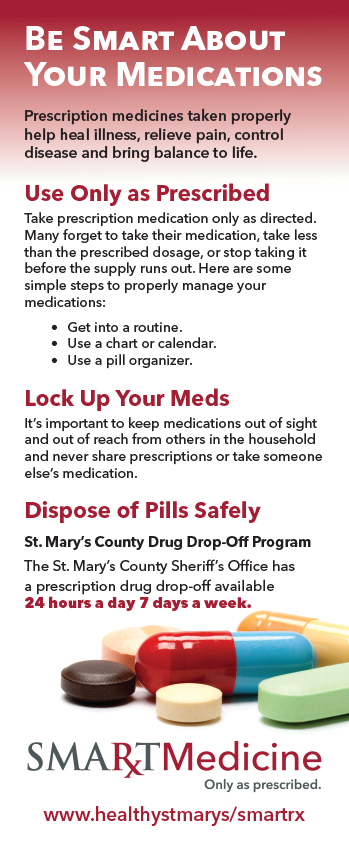 Be Smart About
Your Medications
Prescription medicines taken properly
help heal illness, relieve pain, control
disease and bring balance to life.
Use Only as Prescribed
Take prescription medication only as directed.
Many forget to take their medication, take less
than the prescribed dosage, or stop taking it
before the supply runs out. Here are some
simple steps to properly manage your
medications:
• Get into a routine.
• Use a chart or calendar.
• Use a pill organizer.
Lock Up Your Meds
It’s important to keep medications out of sight
and out of reach from others in the household
and never share prescriptions or take someone
else’s medication.
Dispose of Pills Safely
St. Mary’s County Drug Drop-Off Program
The St. Mary’s County Sheriff’s Office has
a prescription drug drop-off available
24 hours a day 7 days a week.
SMARxTMedicine
Only as prescribed.
www.healthystmarys/smartrx